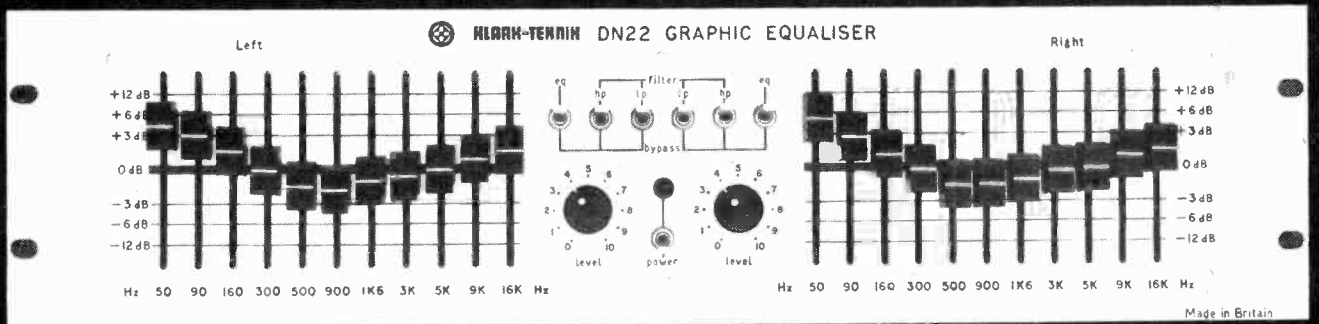 KLARK-TEKNIK DN22 GRAPHIC EQUALISER
Left
Right
+12 dB
+6 dB
+3 dB
0 dB
−3 dB
−6 dB
−12 dB
Hz 50 90 160 300 500 900 1K6 3K 5K 9K 16K Hz
eq filter eq
hp lp lp hp
bypass
0 1 2 3 4 5 6 7 8 9 10
level
power
0 1 2 3 4 5 6 7 8 9 10
level
+12 dB
+6 dB
+3 dB
0 dB
−3 dB
−6 dB
−12 dB
Hz 50 90 160 300 500 900 1K6 3K 5K 9K 16K Hz
Made in Britain